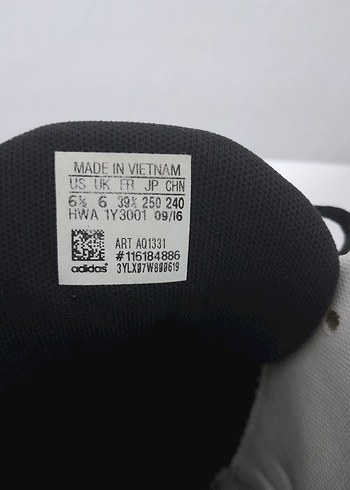 MADE IN VIETNAM
US UK FR JP CHN
6½ 6 39⅓ 250 240
HWA 1Y3001 09/16
ART AQ1331
#116184886
adidas 3YLX97W800619